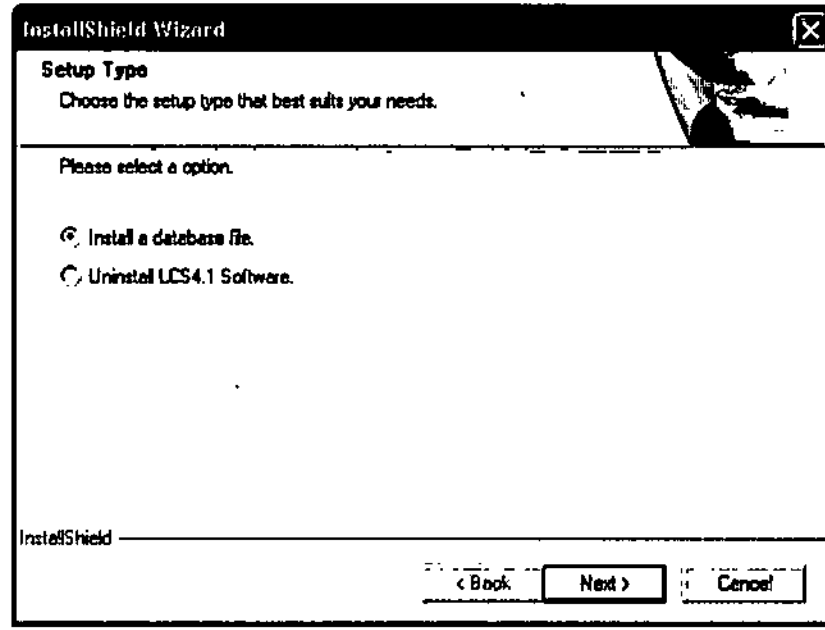 InstallShield Wizard
Setup Type
Choose the setup type that best suits your needs.
Please select a option.
Install a database file.
Uninstall LCS4.1 Software.
InstallShield
< Back
Next >
Cancel